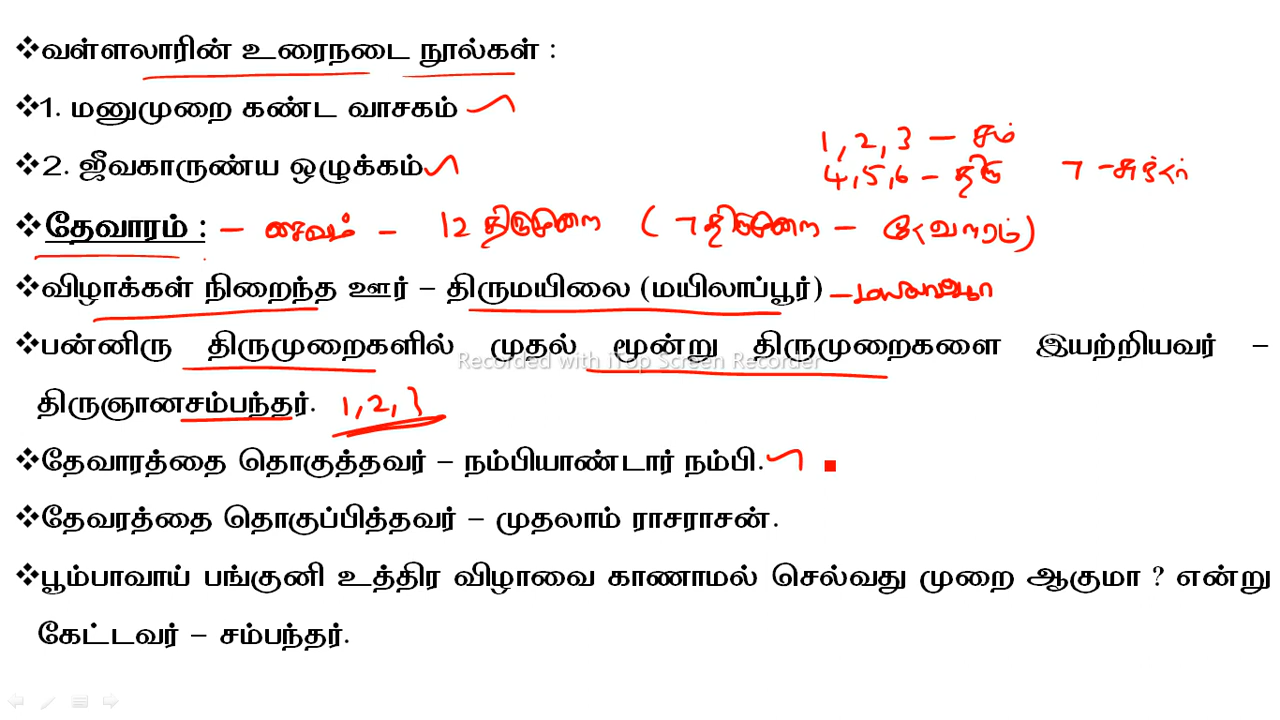 ❖வள்ளலாரின் உரைநடை நூல்கள் :
❖1. மனுமுறை கண்ட வாசகம்
1, 2, 3 – சம்
❖2. ஜீவகாருண்ய ஒழுக்கம்
4, 5, 6 – திரு 7 – சுந்தர்
❖தேவாரம் : – சைவம் – 12 திருமுறை ( 7 திருமுறை – தேவாரம்)
❖விழாக்கள் நிறைந்த ஊர் – திருமயிலை (மயிலாப்பூர்) –
❖பன்னிரு திருமுறைகளில் முதல் மூன்று திருமுறைகளை இயற்றியவர் –
Recorded with iTop Screen Recorder
திருஞானசம்பந்தர். 1, 2, 3
❖தேவாரத்தை தொகுத்தவர் – நம்பியாண்டார் நம்பி.
❖தேவரத்தை தொகுப்பித்தவர் – முதலாம் ராசராசன்.
❖பூம்பாவாய் பங்குனி உத்திர விழாவை காணாமல் செல்வது முறை ஆகுமா ? என்று
கேட்டவர் – சம்பந்தர்.